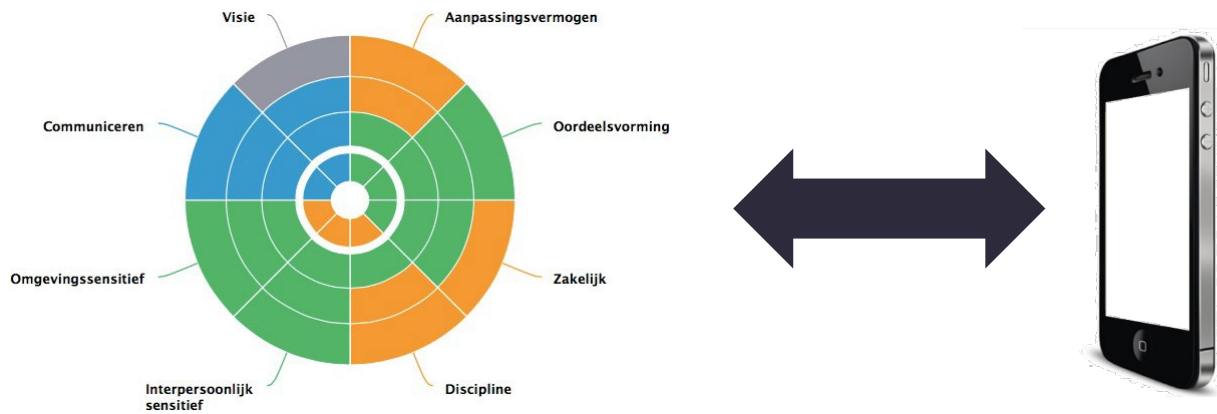 Visie
Aanpassingsvermogen
Communiceren
Oordeelsvorming
Omgevingssensitief
Zakelijk
Interpersoonlijk
sensitief
Discipline